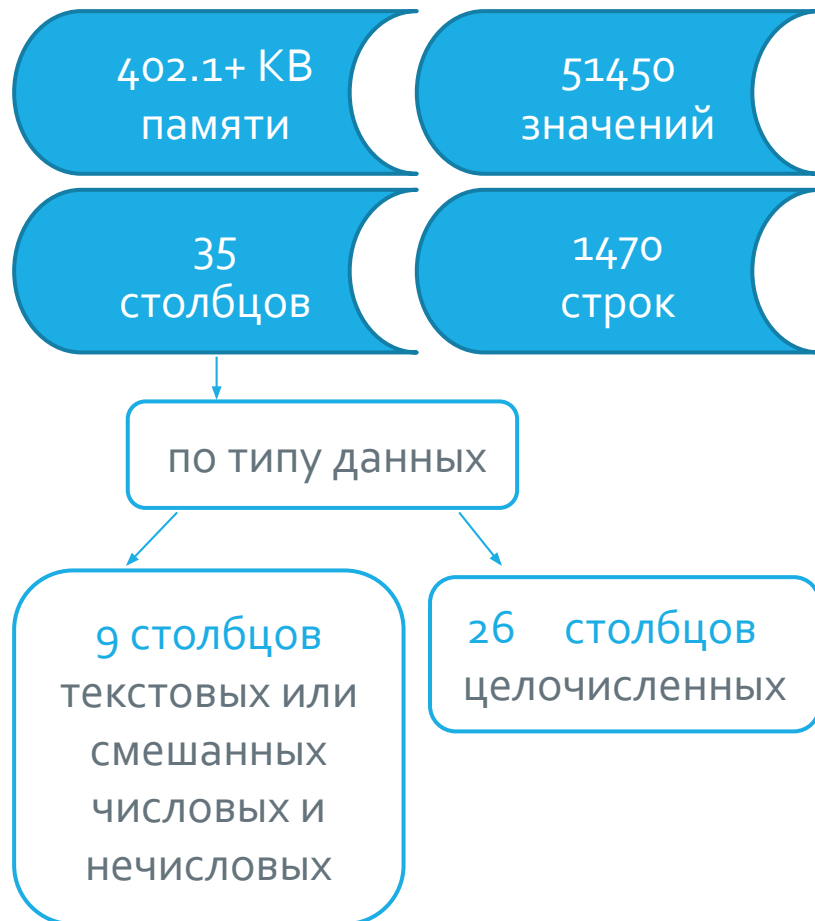 402.1+ KB
памяти
51450
значений
35
столбцов
1470
строк
по типу данных
9 столбцов
текстовых или
смешанных
числовых и
нечисловых
26 столбцов
целочисленных